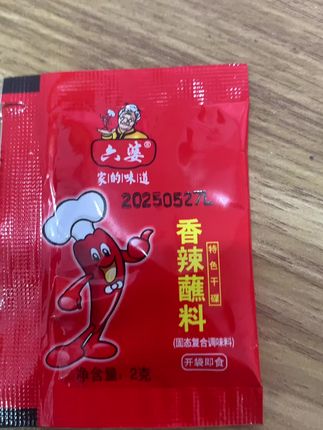 六婆®
家的味道
20250527
特色干碟
香辣蘸料
(固态复合调味料)
开袋即食
净含量: 2克